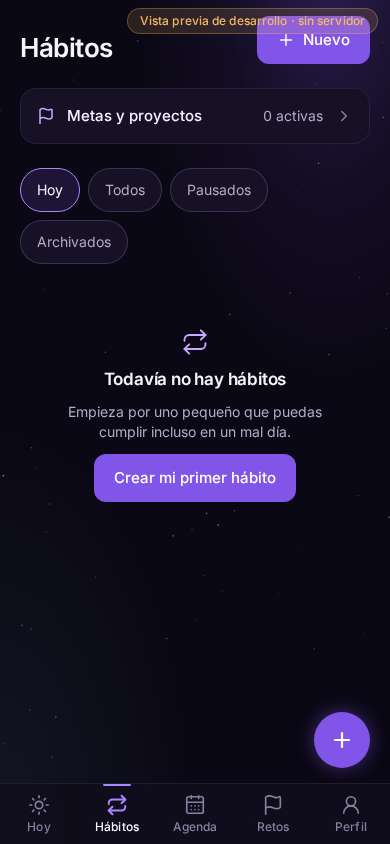 Vista previa de desarrollo · sin servidor
Hábitos
Nuevo
Metas y proyectos
0 activas
Hoy
Todos
Pausados
Archivados
Todavía no hay hábitos
Empieza por uno pequeño que puedas
cumplir incluso en un mal día.
Crear mi primer hábito
Hoy
Hábitos
Agenda
Retos
Perfil